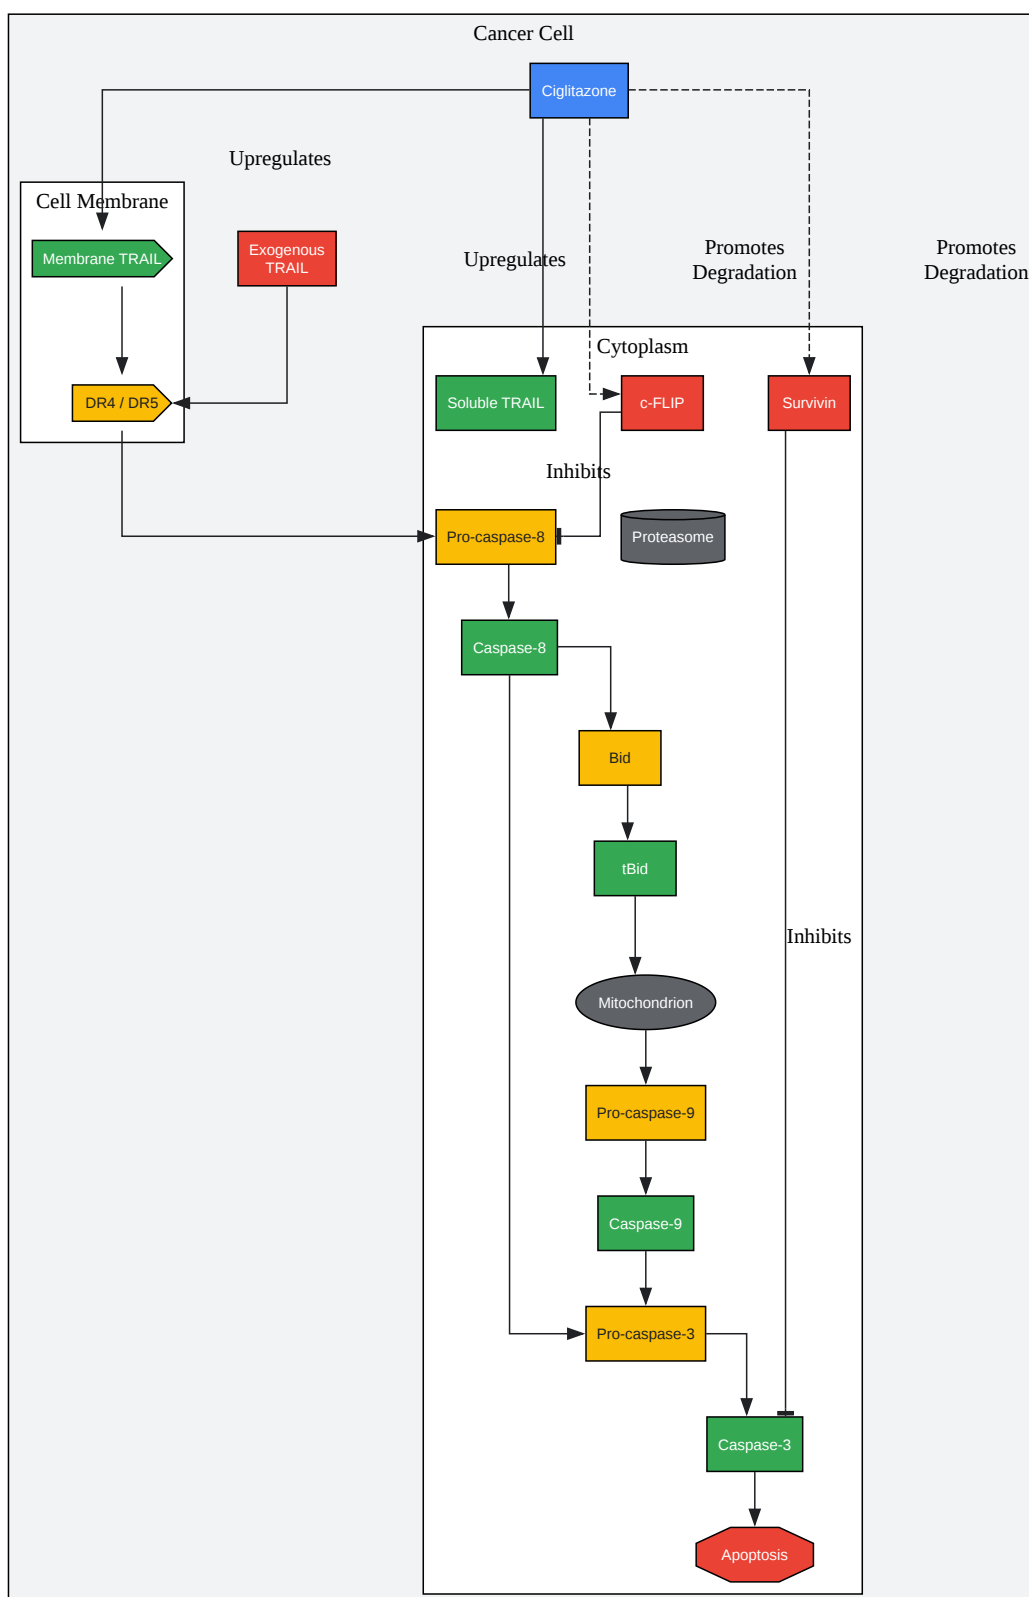 Cancer Cell
Ciglitazone
Upregulates
Cell Membrane
Membrane TRAIL
Exogenous
TRAIL
Upregulates
Promotes
Degradation
Promotes
Degradation
Cytoplasm
DR4 / DR5
Soluble TRAIL
c-FLIP
Survivin
Inhibits
Pro-caspase-8
Proteasome
Caspase-8
Bid
tBid
Inhibits
Mitochondrion
Pro-caspase-9
Caspase-9
Pro-caspase-3
Caspase-3
Apoptosis